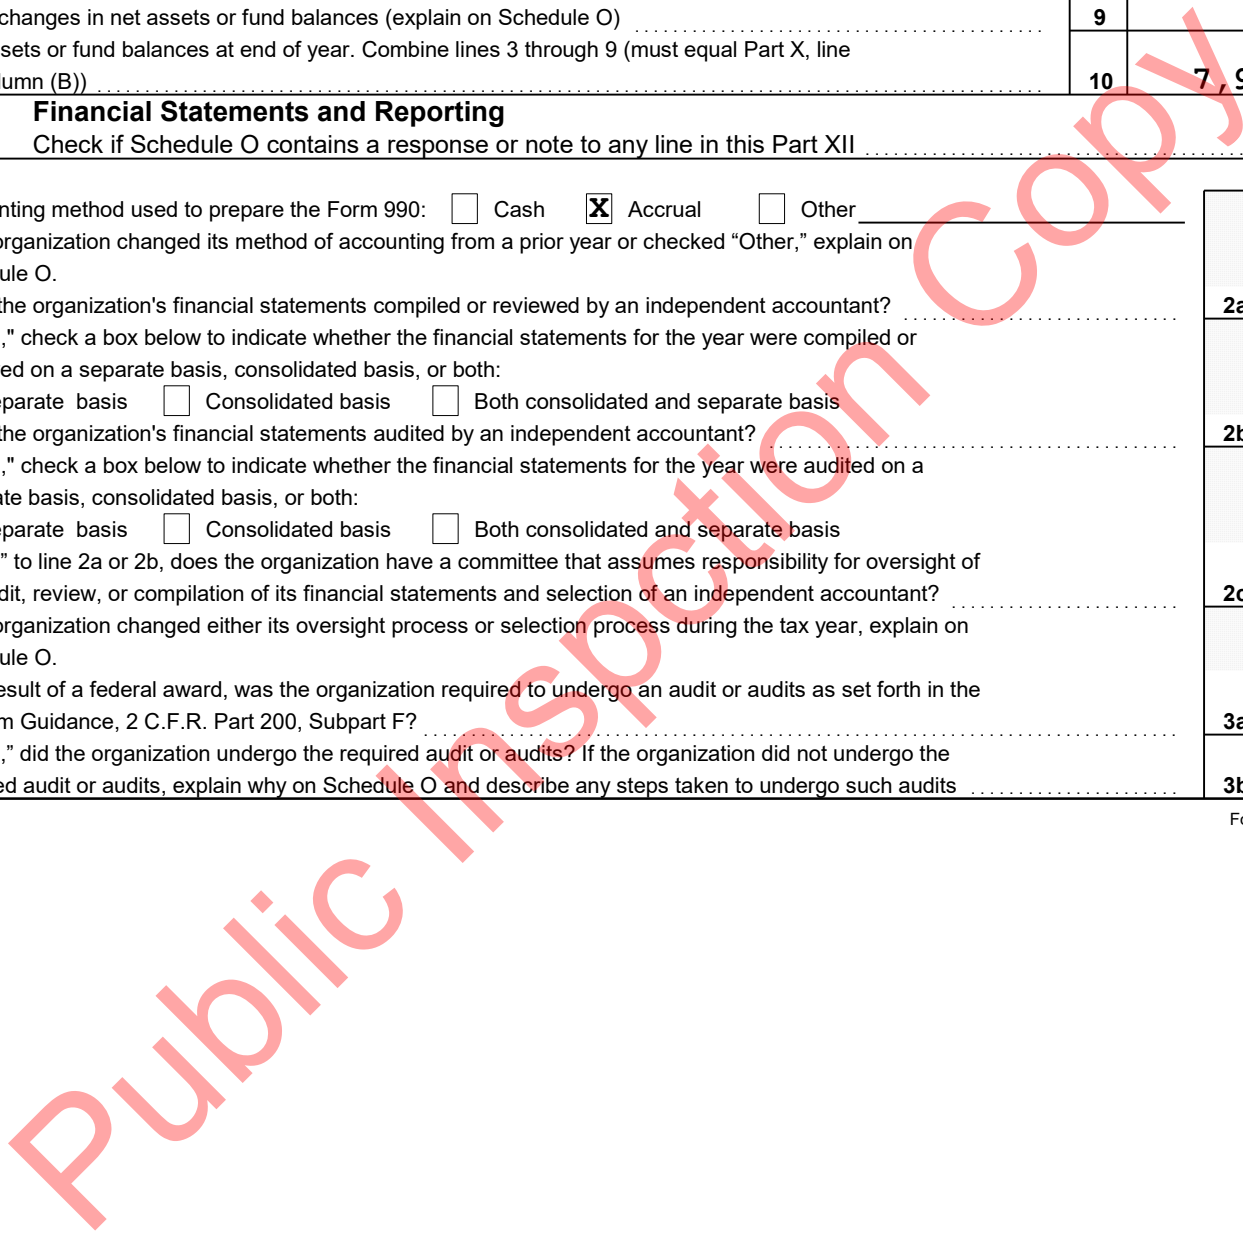 changes in net assets or fund balances (explain on Schedule O) 9
sets or fund balances at end of year. Combine lines 3 through 9 (must equal Part X, line
lumn (B)) 10 7,9
Financial Statements and Reporting
Check if Schedule O contains a response or note to any line in this Part XII
nting method used to prepare the Form 990: Cash X Accrual Other
organization changed its method of accounting from a prior year or checked “Other,” explain on
ule O.
the organization's financial statements compiled or reviewed by an independent accountant? 2a
," check a box below to indicate whether the financial statements for the year were compiled or
ed on a separate basis, consolidated basis, or both:
eparate basis Consolidated basis Both consolidated and separate basis
the organization's financial statements audited by an independent accountant? 2b
," check a box below to indicate whether the financial statements for the year were audited on a
ate basis, consolidated basis, or both:
eparate basis Consolidated basis Both consolidated and separate basis
” to line 2a or 2b, does the organization have a committee that assumes responsibility for oversight of
dit, review, or compilation of its financial statements and selection of an independent accountant? 2c
organization changed either its oversight process or selection process during the tax year, explain on
ule O.
esult of a federal award, was the organization required to undergo an audit or audits as set forth in the
m Guidance, 2 C.F.R. Part 200, Subpart F? 3a
,” did the organization undergo the required audit or audits? If the organization did not undergo the
ed audit or audits, explain why on Schedule O and describe any steps taken to undergo such audits 3b
Fo
Public Inspction Copy